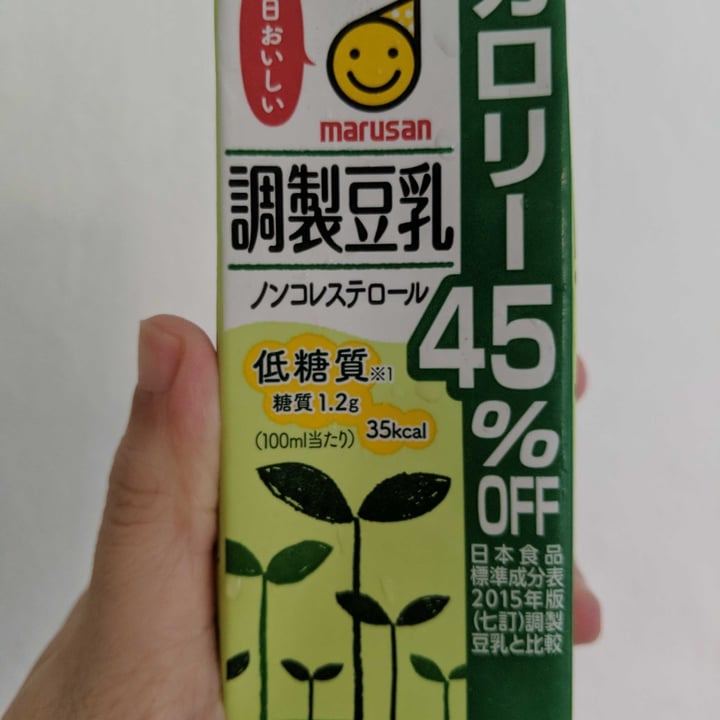 日おいしい
marusan
調製豆乳
ノンコレステロール
低糖質※1
糖質1.2g
(100ml当たり)
35kcal
カロリー
45
%
OFF
日本食品
標準成分表
2015年版
(七訂)調製
豆乳と比較